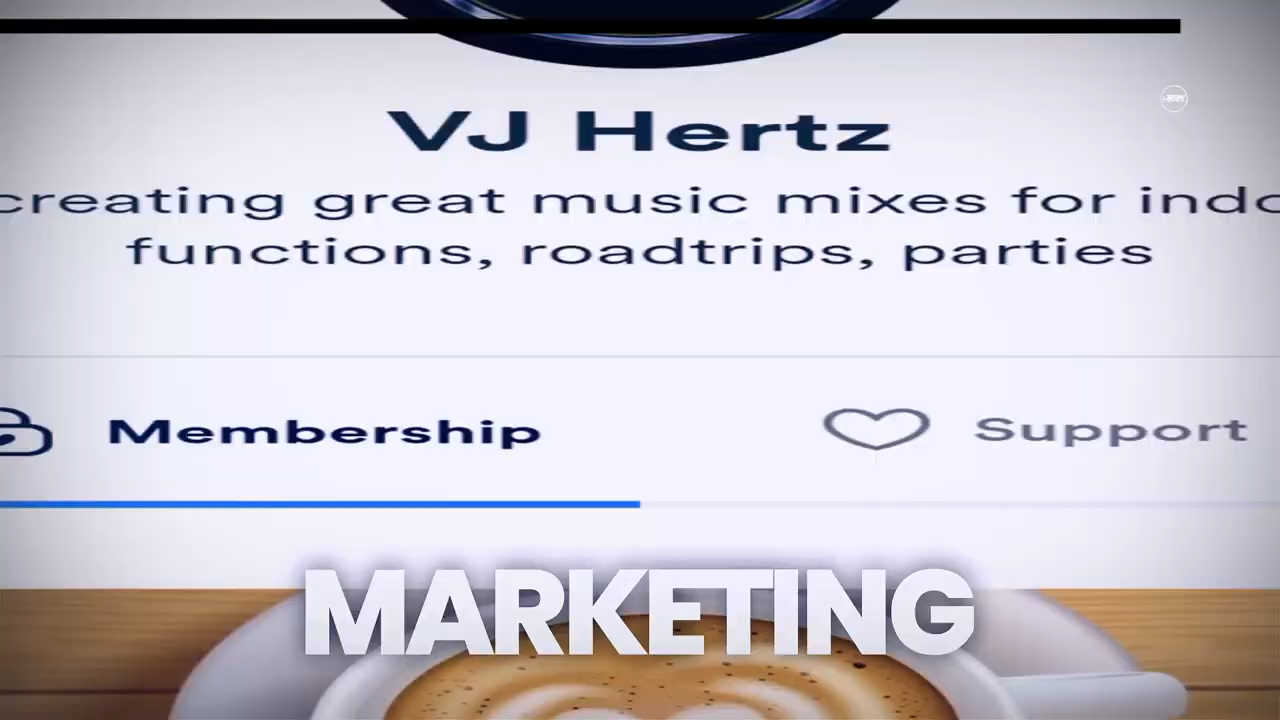 VJ Hertz
creating great music mixes for indo
functions, roadtrips, parties
Membership
Support
MARKETING